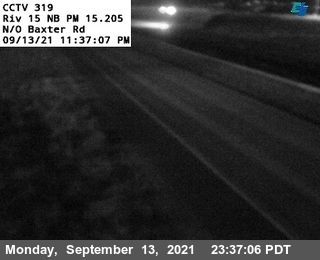 CCTV 319
Riv 15 NB PM 15.205
N/O Baxter Rd
09/13/21 11:37:07 PM
Monday, September 13, 2021 23:37:06 PDT